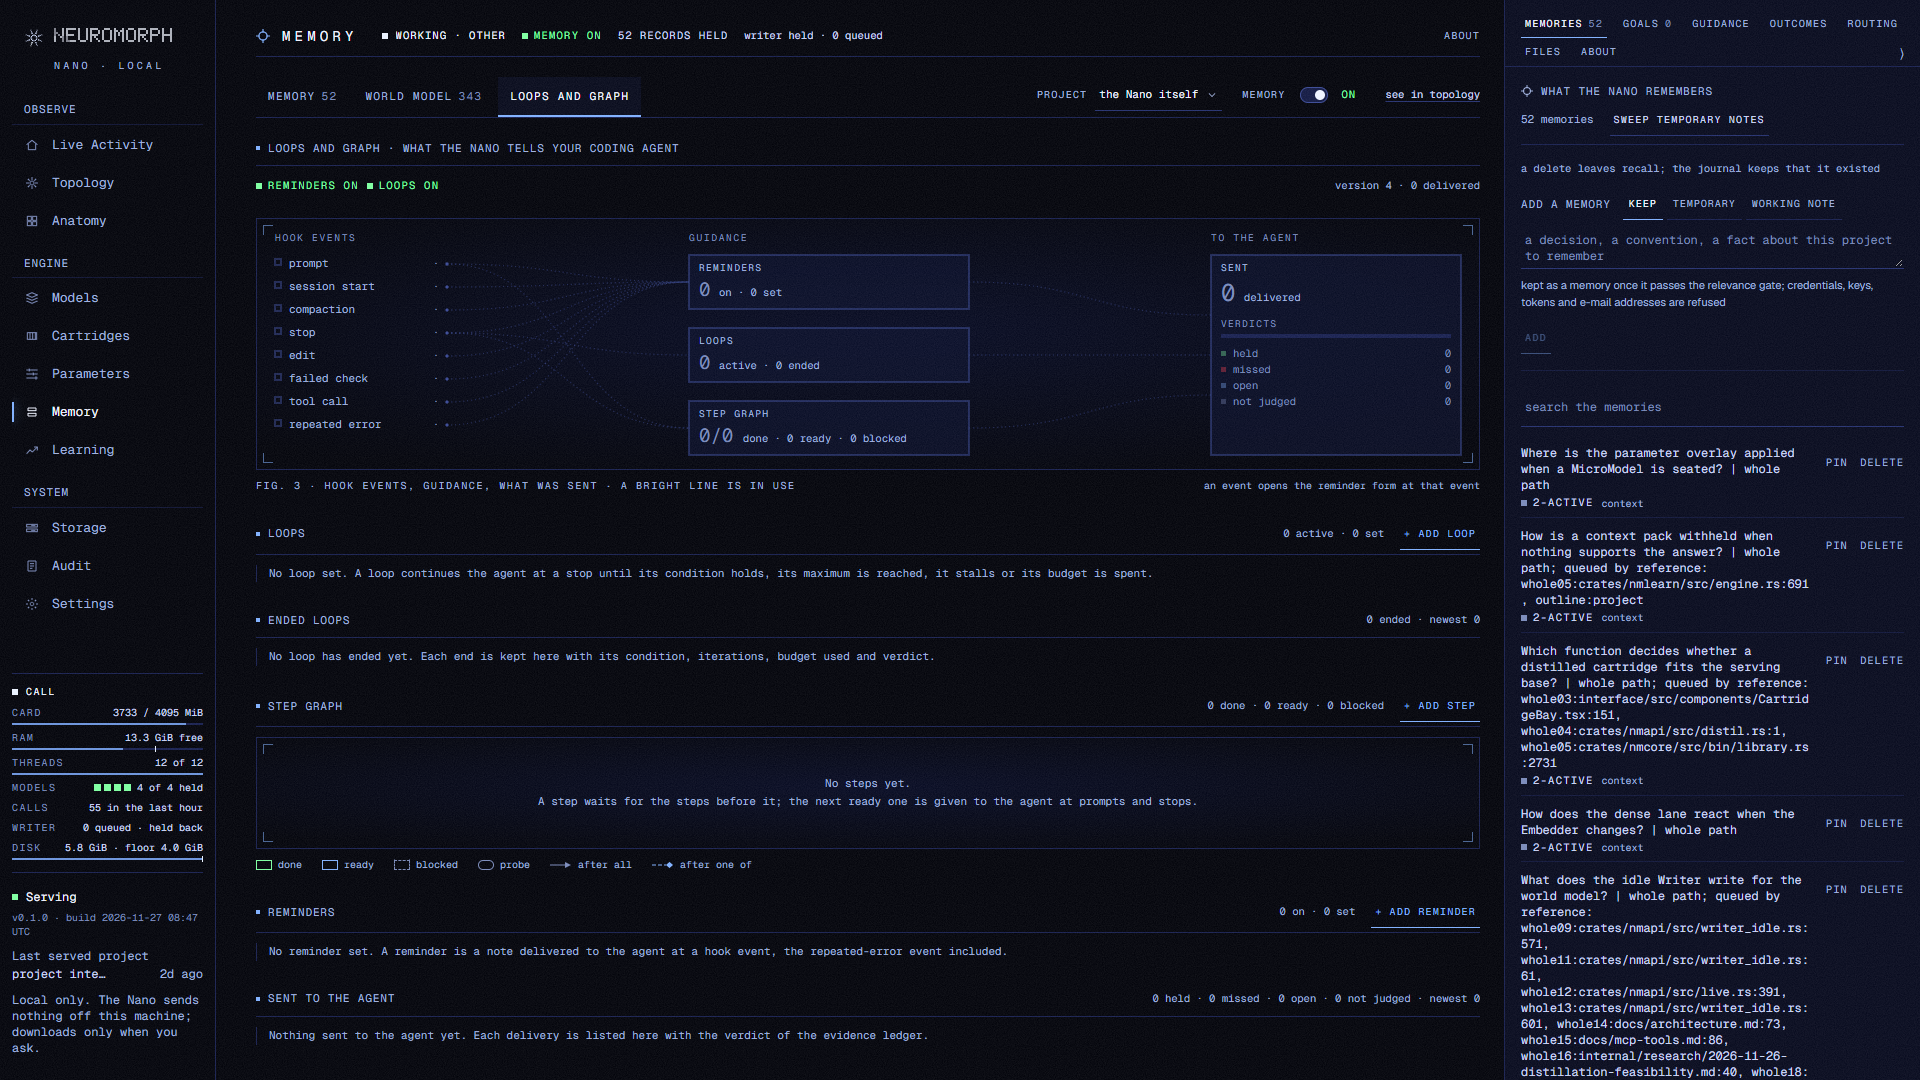 NEUROMORPH
NANO · LOCAL
OBSERVE
Live Activity
Topology
Anatomy
ENGINE
Models
Cartridges
Parameters
Memory
Learning
SYSTEM
Storage
Audit
Settings
CALL
CARD 3733 / 4095 MiB
RAM 13.3 GiB free
THREADS 12 of 12
MODELS 4 of 4 held
CALLS 55 in the last hour
WRITER 0 queued · held back
DISK 5.8 GiB · floor 4.0 GiB
Serving
v0.1.0 · build 2026-11-27 08:47
UTC
Last served project
project inte… 2d ago
Local only. The Nano sends
nothing off this machine;
downloads only when you
ask.
MEMORY WORKING · OTHER MEMORY ON 52 RECORDS HELD writer held · 0 queued ABOUT
MEMORY 52 WORLD MODEL 343 LOOPS AND GRAPH PROJECT the Nano itself MEMORY ON see in topology
LOOPS AND GRAPH · WHAT THE NANO TELLS YOUR CODING AGENT
REMINDERS ON LOOPS ON version 4 · 0 delivered
HOOK EVENTS
prompt -
session start -
compaction -
stop -
edit -
failed check -
tool call -
repeated error -
GUIDANCE
REMINDERS
0 on · 0 set
LOOPS
0 active · 0 ended
STEP GRAPH
0/0 done · 0 ready · 0 blocked
TO THE AGENT
SENT
0 delivered
VERDICTS
held 0
missed 0
open 0
not judged 0
FIG. 3 · HOOK EVENTS, GUIDANCE, WHAT WAS SENT · A BRIGHT LINE IS IN USE an event opens the reminder form at that event
LOOPS 0 active · 0 set + ADD LOOP
No loop set. A loop continues the agent at a stop until its condition holds, its maximum is reached, it stalls or its budget is spent.
ENDED LOOPS 0 ended · newest 0
No loop has ended yet. Each end is kept here with its condition, iterations, budget used and verdict.
STEP GRAPH 0 done · 0 ready · 0 blocked + ADD STEP
No steps yet.
A step waits for the steps before it; the next ready one is given to the agent at prompts and stops.
done ready blocked probe after all after one of
REMINDERS 0 on · 0 set + ADD REMINDER
No reminder set. A reminder is a note delivered to the agent at a hook event, the repeated-error event included.
SENT TO THE AGENT 0 held · 0 missed · 0 open · 0 not judged · newest 0
Nothing sent to the agent yet. Each delivery is listed here with the verdict of the evidence ledger.
MEMORIES 52 GOALS 0 GUIDANCE OUTCOMES ROUTING
FILES ABOUT
WHAT THE NANO REMEMBERS
52 memories SWEEP TEMPORARY NOTES
a delete leaves recall; the journal keeps that it existed
ADD A MEMORY KEEP TEMPORARY WORKING NOTE
a decision, a convention, a fact about this project
to remember
kept as a memory once it passes the relevance gate; credentials, keys,
tokens and e-mail addresses are refused
ADD
search the memories
Where is the parameter overlay applied
when a MicroModel is seated? | whole
path
PIN DELETE
2-ACTIVE context
How is a context pack withheld when
nothing supports the answer? | whole
path; queued by reference:
whole05:crates/nmlearn/src/engine.rs:691
, outline:project
PIN DELETE
2-ACTIVE context
Which function decides whether a
distilled cartridge fits the serving
base? | whole path; queued by reference:
whole03:interface/src/components/Cartrid
geBay.tsx:151,
whole04:crates/nmapi/src/distil.rs:1,
whole05:crates/nmcore/src/bin/library.rs
:2731
PIN DELETE
2-ACTIVE context
How does the dense lane react when the
Embedder changes? | whole path
PIN DELETE
2-ACTIVE context
What does the idle Writer write for the
world model? | whole path; queued by
reference:
whole09:crates/nmapi/src/writer_idle.rs:
571,
whole11:crates/nmapi/src/writer_idle.rs:
61,
whole12:crates/nmapi/src/live.rs:391,
whole13:crates/nmapi/src/writer_idle.rs:
601, whole14:docs/architecture.md:73,
whole15:docs/mcp-tools.md:86,
whole16:internal/research/2026-11-26-
distillation-feasibility.md:40, whole18:
PIN DELETE